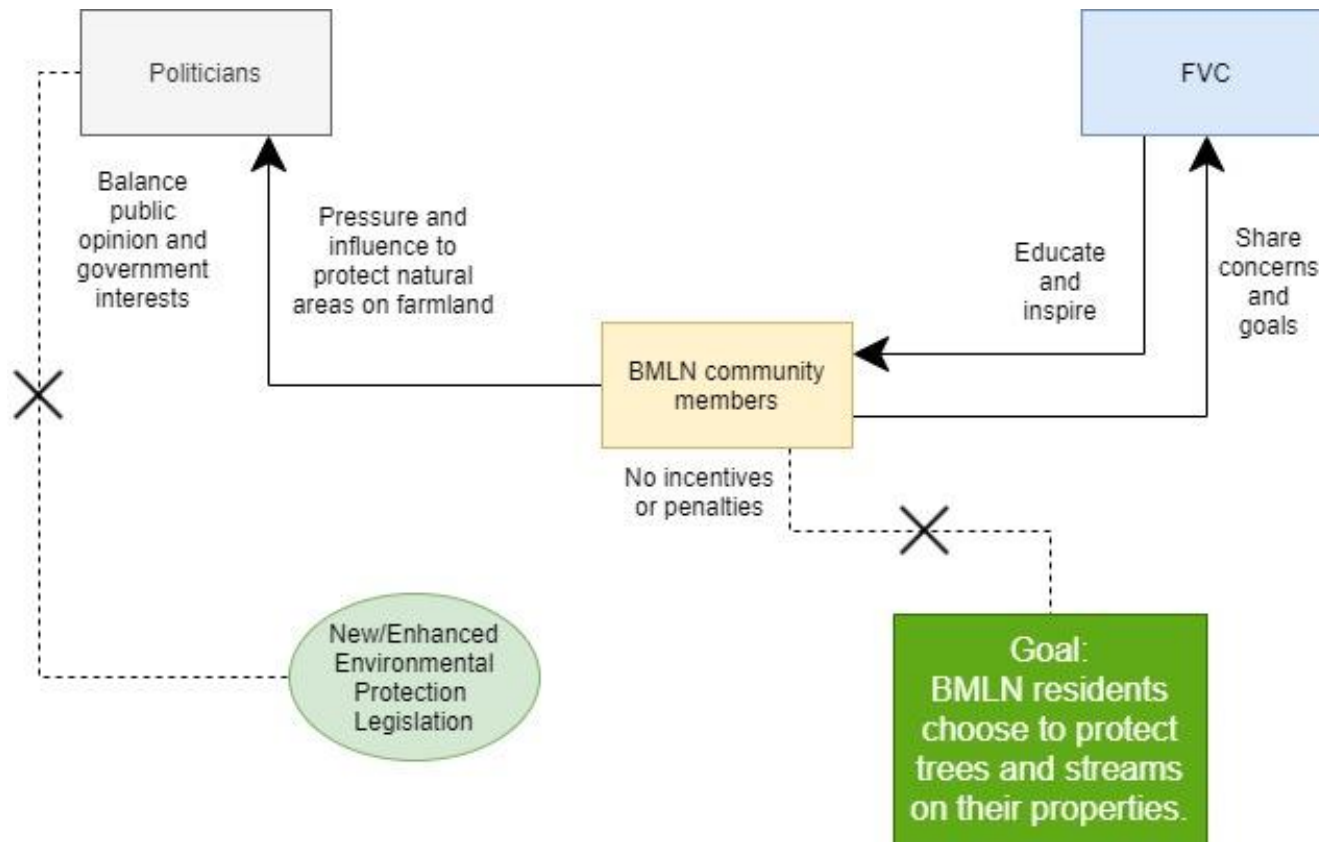 Politicians
FVC
Balance
public
opinion and
government
interests
Pressure and
influence to
protect natural
areas on farmland
Educate
and
inspire
Share
concerns
and
goals
BMLN community
members
No incentives
or penalties
New/Enhanced
Environmental
Protection
Legislation
Goal:
BMLN residents
choose to protect
trees and streams
on their properties.